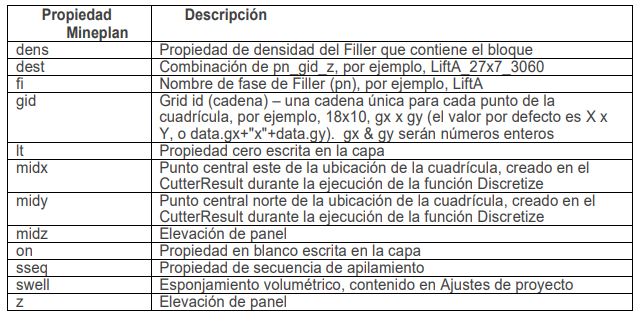 Propiedad Descripción
Mineplan
dens Propiedad de densidad del Filler que contiene el bloque
dest Combinación de pn_gid_z, por ejemplo, LiftA_27x7_3060
fi Nombre de fase de Filler (pn), por ejemplo, LiftA
gid Grid id (cadena) – una cadena única para cada punto de la
cuadrícula, por ejemplo, 18x10, gx x gy (el valor por defecto es X x
Y, o data.gx+"x"+data.gy). gx & gy serán números enteros
lt Propiedad cero escrita en la capa
midx Punto central este de la ubicación de la cuadrícula, creado en el
CutterResult durante la ejecución de la función Discretize
midy Punto central norte de la ubicación de la cuadrícula, creado en el
CutterResult durante la ejecución de la función Discretize
midz Elevación de panel
on Propiedad en blanco escrita en la capa
sseq Propiedad de secuencia de apilamiento
swell Esponjamiento volumétrico, contenido en Ajustes de proyecto
z Elevación de panel